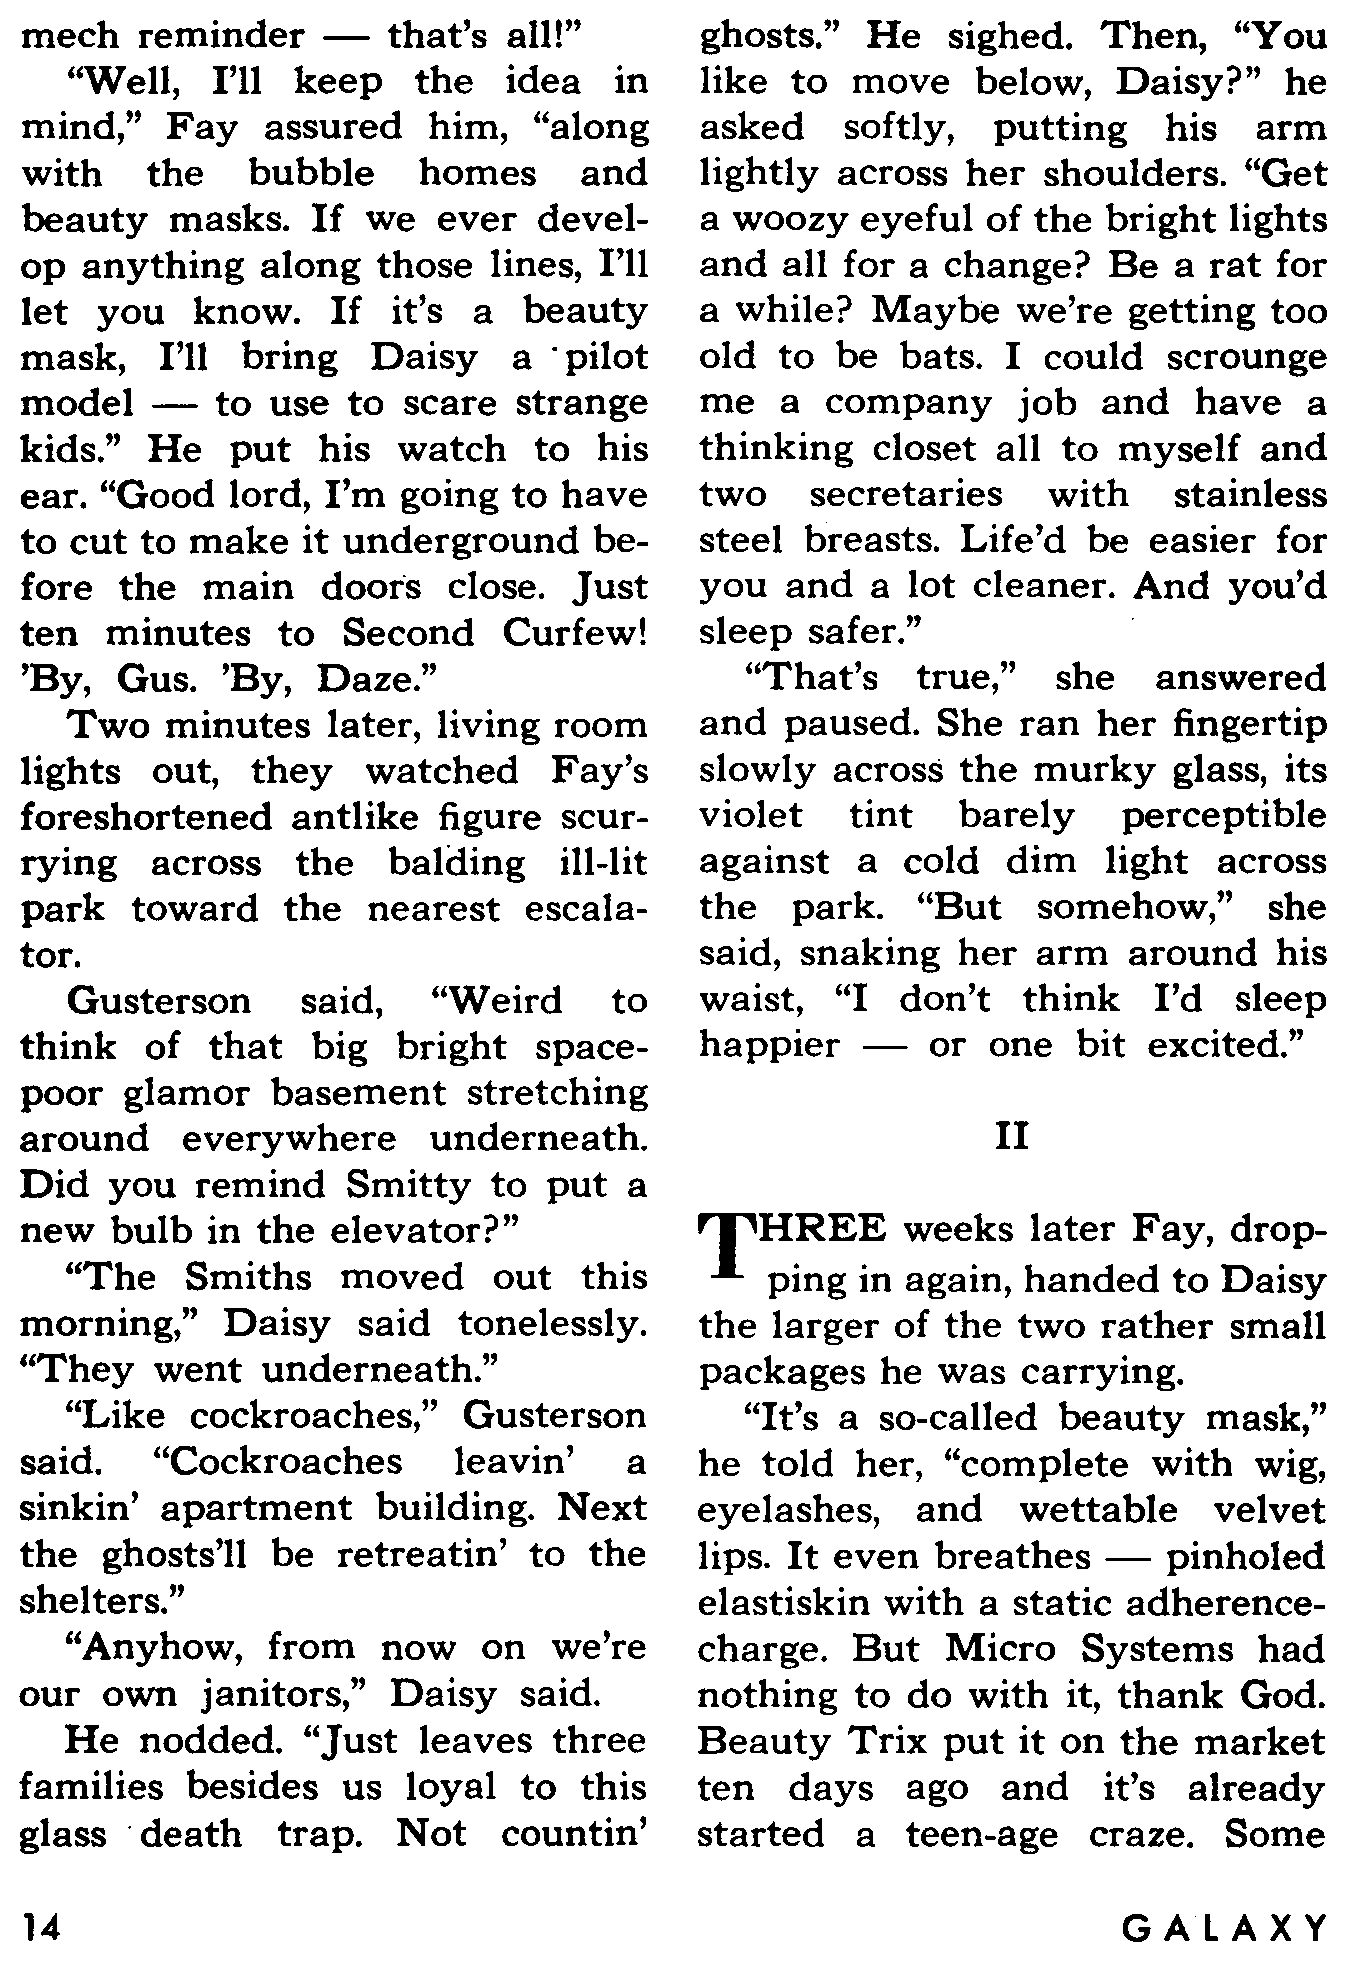 mech reminder — that's all!”
“Well, I'll keep the idea in
mind,” Fay assured him, “along
with the bubble homes and
beauty masks. If we ever devel-
op anything along those lines, I'll
let you know. If it's a beauty
mask, I'll bring Daisy a pilot
model — to use to scare strange
kids.” He put his watch to his
ear. “Good lord, I'm going to have
to cut to make it underground be-
fore the main doors close. Just
ten minutes to Second Curfew!
’By, Gus. ’By, Daze.”
Two minutes later, living room
lights out, they watched Fay's
foreshortened antlike figure scur-
rying across the balding ill-lit
park toward the nearest escala-
tor.
Gusterson said, “Weird to
think of that big bright space-
poor glamor basement stretching
around everywhere underneath.
Did you remind Smitty to put a
new bulb in the elevator?”
“The Smiths moved out this
morning,” Daisy said tonelessly.
“They went underneath.”
“Like cockroaches,” Gusterson
said. “Cockroaches leavin’ a
sinkin’ apartment building. Next
the ghosts'll be retreatin’ to the
shelters.”
“Anyhow, from now on we're
our own janitors,” Daisy said.
He nodded. “Just leaves three
families besides us loyal to this
glass death trap. Not countin’
ghosts.” He sighed. Then, “You
like to move below, Daisy?” he
asked softly, putting his arm
lightly across her shoulders. “Get
a woozy eyeful of the bright lights
and all for a change? Be a rat for
a while? Maybe we're getting too
old to be bats. I could scrounge
me a company job and have a
thinking closet all to myself and
two secretaries with stainless
steel breasts. Life'd be easier for
you and a lot cleaner. And you'd
sleep safer.”
“That's true,” she answered
and paused. She ran her fingertip
slowly across the murky glass, its
violet tint barely perceptible
against a cold dim light across
the park. “But somehow,” she
said, snaking her arm around his
waist, “I don't think I'd sleep
happier — or one bit excited.”
II
THREE weeks later Fay, drop-
ping in again, handed to Daisy
the larger of the two rather small
packages he was carrying.
“It's a so-called beauty mask,”
he told her, “complete with wig,
eyelashes, and wettable velvet
lips. It even breathes — pinholed
elastiskin with a static adherence-
charge. But Micro Systems had
nothing to do with it, thank God.
Beauty Trix put it on the market
ten days ago and it's already
started a teen-age craze. Some
14
GALAXY